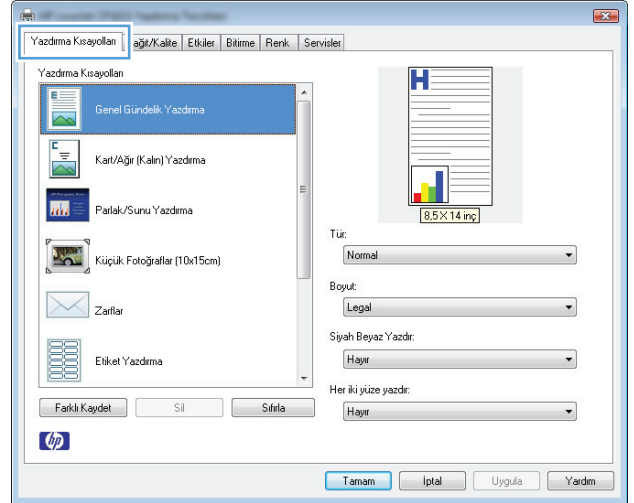 Yazdırma Kısayolları
ağıt/Kalite
Etkiler
Bitirme
Renk
Servisler
Yazdırma Kısayolları
Genel Gündelik Yazdırma
Kart/Ağır (Kalın) Yazdırma
Parlak/Sunu Yazdırma
Küçük Fotoğraflar (10x15cm)
Zarflar
Etiket Yazdırma
Farklı Kaydet
Sil
Sıfırla
hp
H
8,5 X 14 inç
Tür:
Normal
Boyut:
Legal
Siyah Beyaz Yazdır:
Hayır
Her iki yüze yazdır:
Hayır
Tamam
İptal
Uygula
Yardım